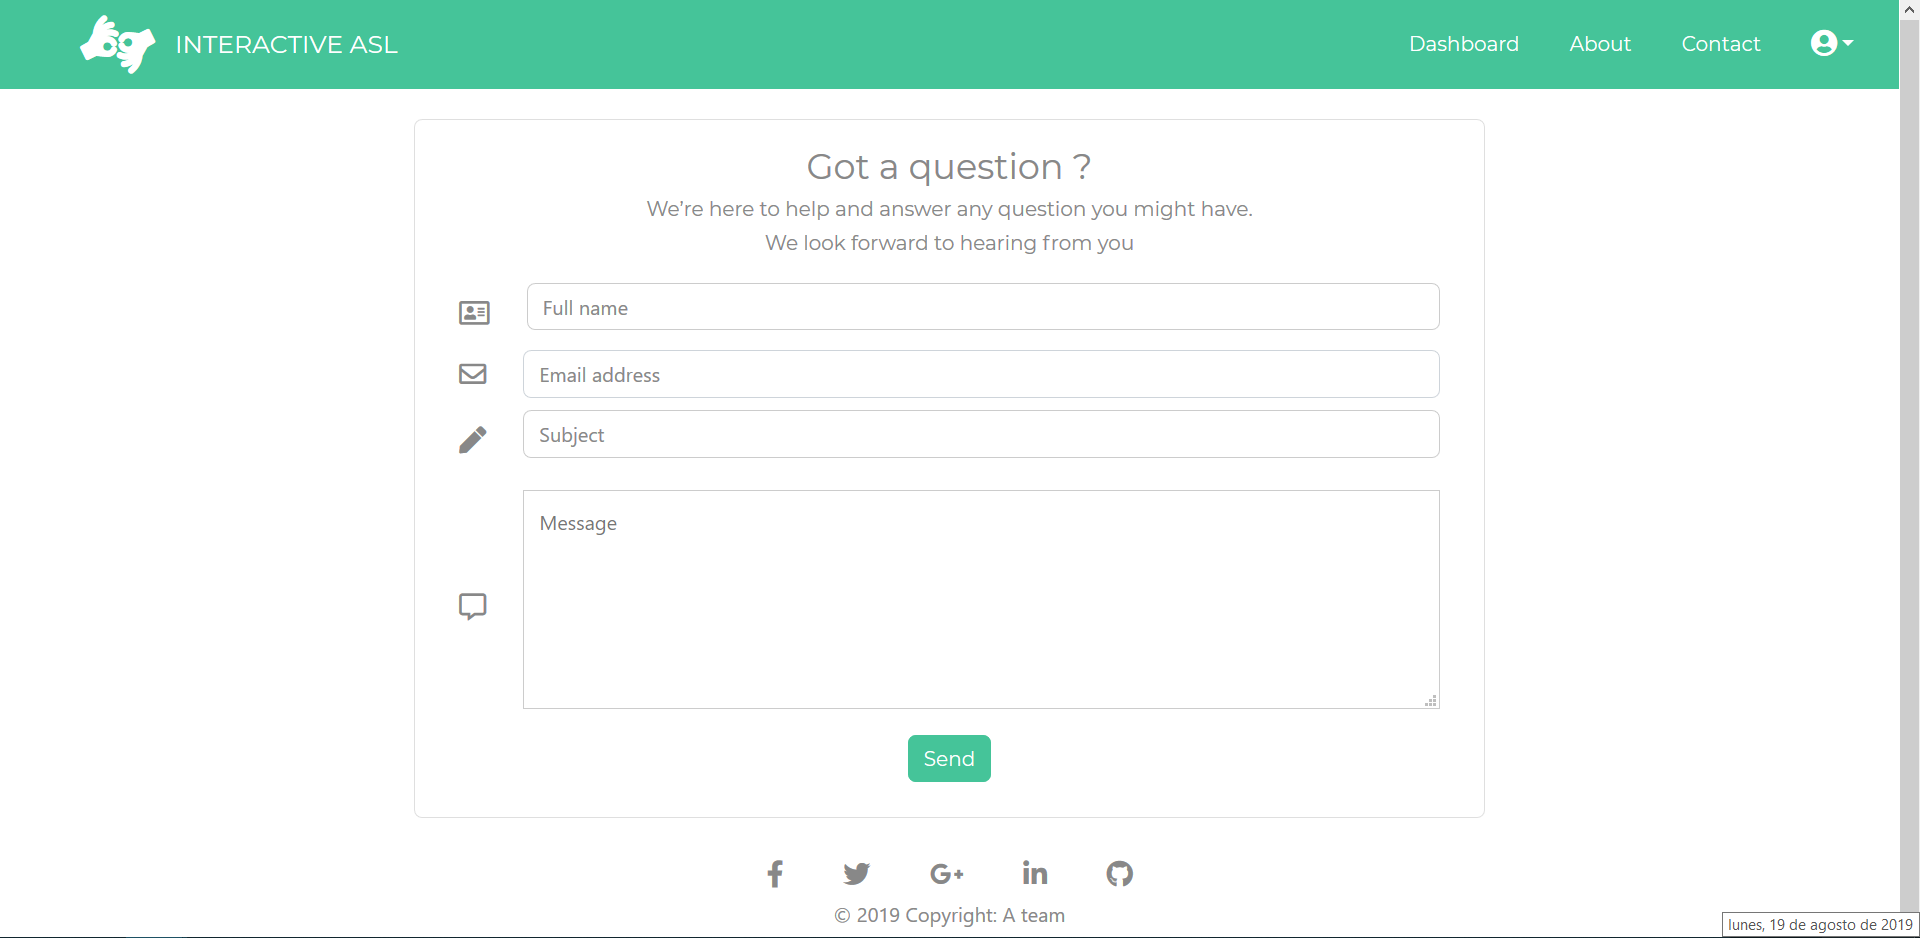 INTERACTIVE ASL
Dashboard
About
Contact
Got a question ?
We’re here to help and answer any question you might have.
We look forward to hearing from you
Full name
Email address
Subject
Message
Send
© 2019 Copyright: A team
lunes, 19 de agosto de 2019